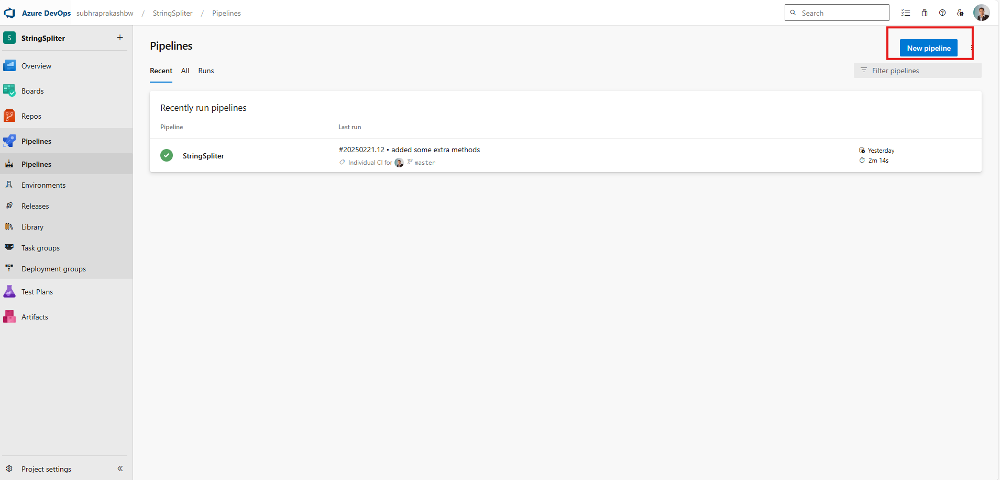 Azure DevOps subhraprakashbw / StringSpliter / Pipelines
Search
S StringSpliter +
Overview
Boards
Repos
Pipelines
Pipelines
Environments
Releases
Library
Task groups
Deployment groups
Test Plans
Artifacts
Project settings
Pipelines
New pipeline
Recent All Runs
Filter pipelines
Recently run pipelines
Pipeline Last run
StringSpliter
#20250221.12 • added some extra methods
Individual CI for master
Yesterday
2m 14s